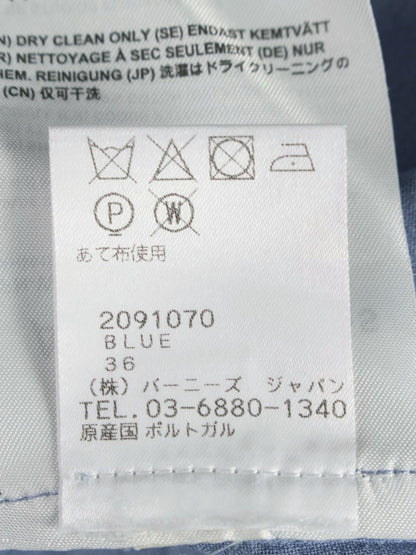 N) DRY CLEAN ONLY (SE) ENDAST KEMTVÄTT
R) NETTOYAGE À SEC SEULEMENT (DE) NUR
HEM. REINIGUNG (JP) 洗濯はドライクリーニングの
(CN) 仅可干洗
P W
あて布使用
2091070
BLUE
36
(株) バーニーズ ジャパン
TEL. 03-6880-1340
原産国 ポルトガル